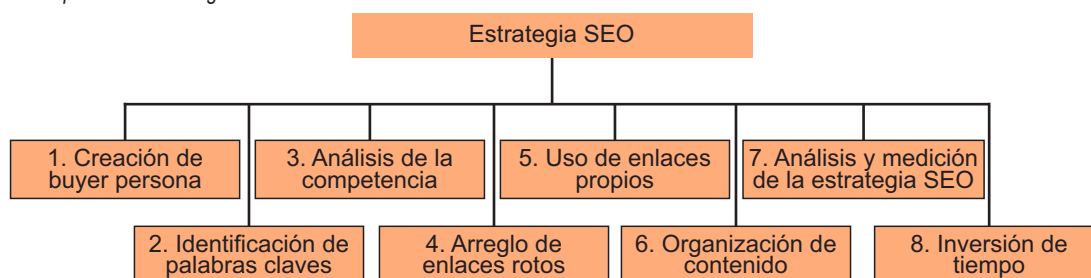 Estrategia SEO
1. Creación de
buyer persona
3. Análisis de la
competencia
5. Uso de enlaces
propios
7. Análisis y medición
de la estrategia SEO
2. Identificación de
palabras claves
4. Arreglo de
enlaces rotos
6. Organización de
contenido
8. Inversión de
tiempo